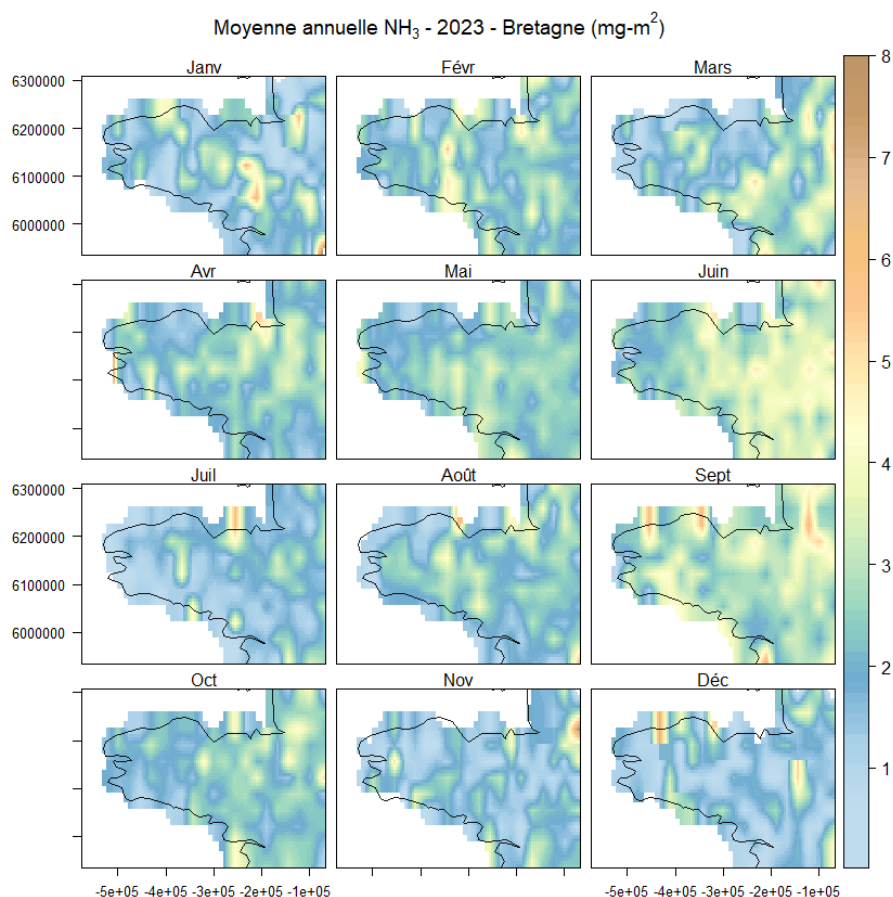 Moyenne annuelle NH₃ - 2023 - Bretagne (mg-m²)
Janv Févr Mars
8
6300000
6200000
7
6100000
6000000
6
Avr Mai Juin
5
4
Juil Août Sept
6300000
6200000
3
6100000
6000000
2
Oct Nov Déc
1
-5e+05 -4e+05 -3e+05 -2e+05 -1e+05 -5e+05 -4e+05 -3e+05 -2e+05 -1e+05